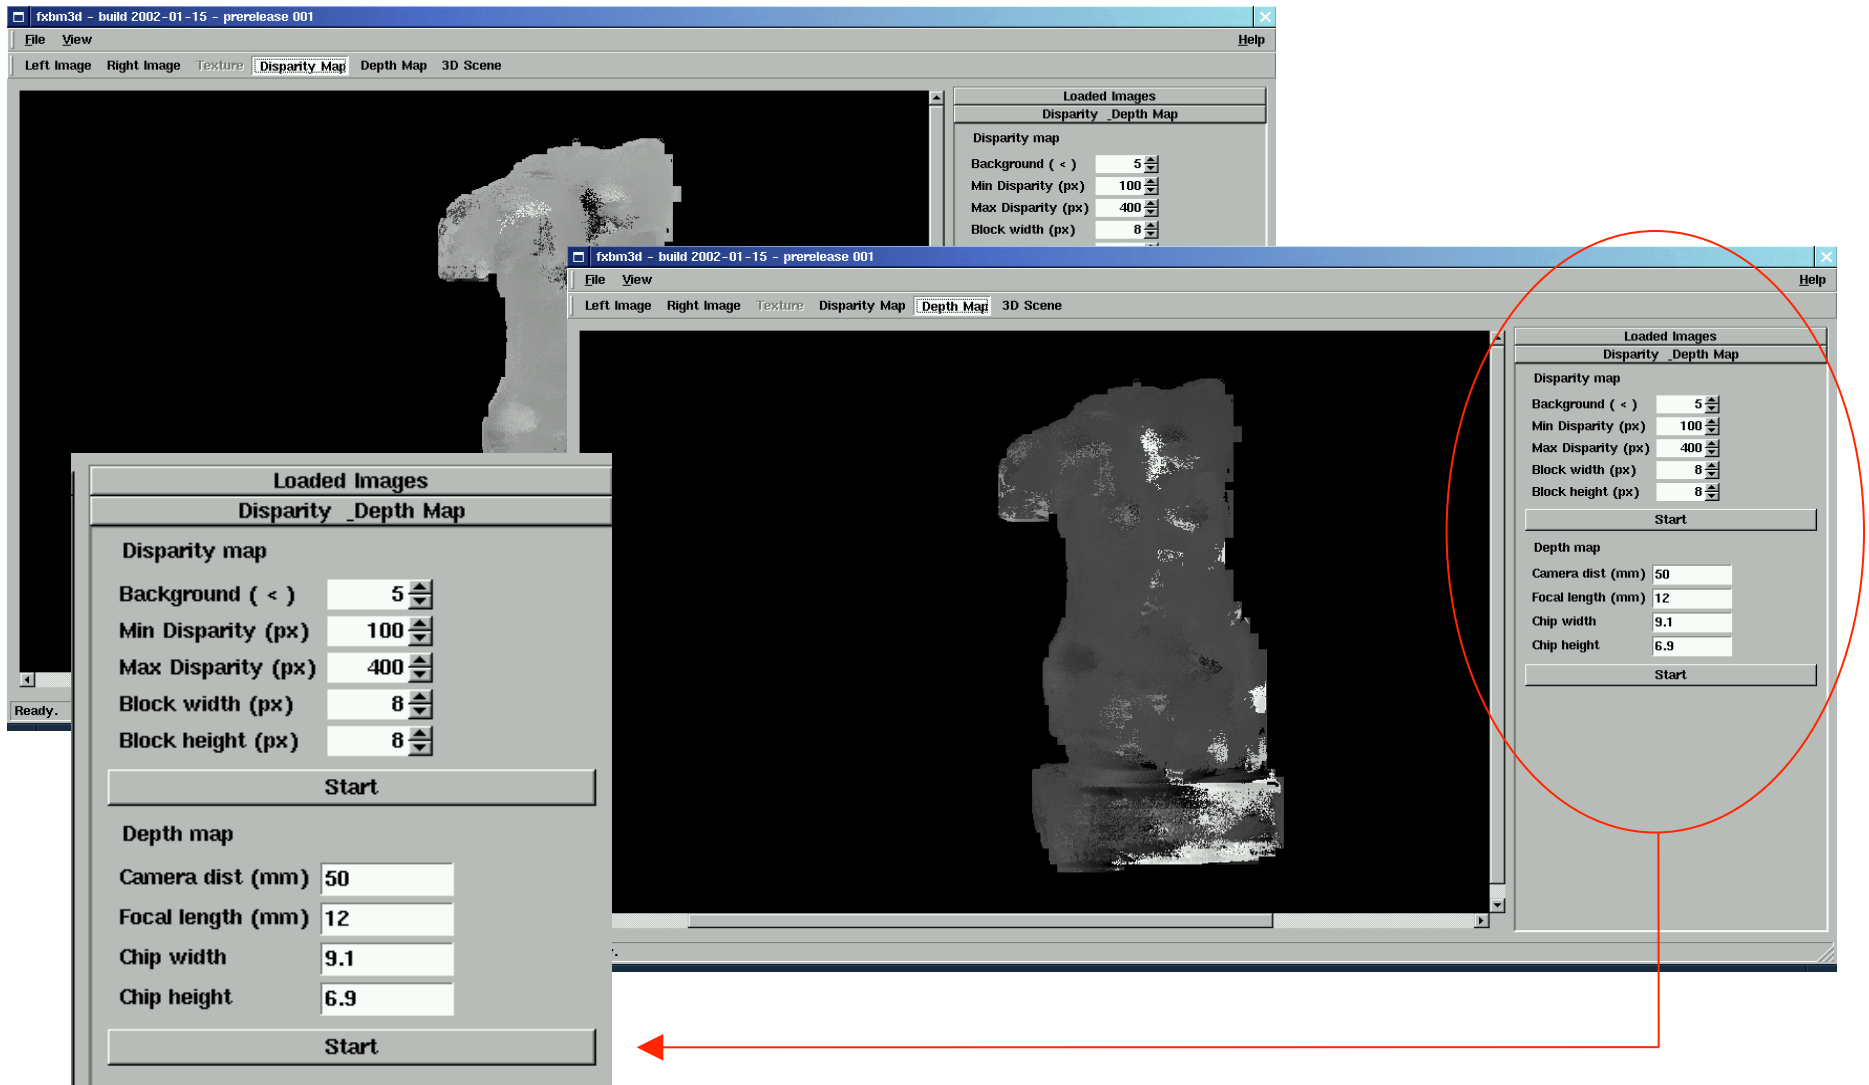 fxbm3d - build 2002-01-15 - prerelease 001
File View Help
Left Image Right Image Texture Disparity Map Depth Map 3D Scene
Loaded Images
Disparity _Depth Map
Disparity map
Background ( < ) 5
Min Disparity (px) 100
Max Disparity (px) 400
Block width (px) 8
Ready.
fxbm3d - build 2002-01-15 - prerelease 001
File View Help
Left Image Right Image Texture Disparity Map Depth Map 3D Scene
Loaded Images
Disparity _Depth Map
Disparity map
Background ( < ) 5
Min Disparity (px) 100
Max Disparity (px) 400
Block width (px) 8
Block height (px) 8
Start
Depth map
Camera dist (mm) 50
Focal length (mm) 12
Chip width 9.1
Chip height 6.9
Start
Loaded Images
Disparity _Depth Map
Disparity map
Background ( < ) 5
Min Disparity (px) 100
Max Disparity (px) 400
Block width (px) 8
Block height (px) 8
Start
Depth map
Camera dist (mm) 50
Focal length (mm) 12
Chip width 9.1
Chip height 6.9
Start